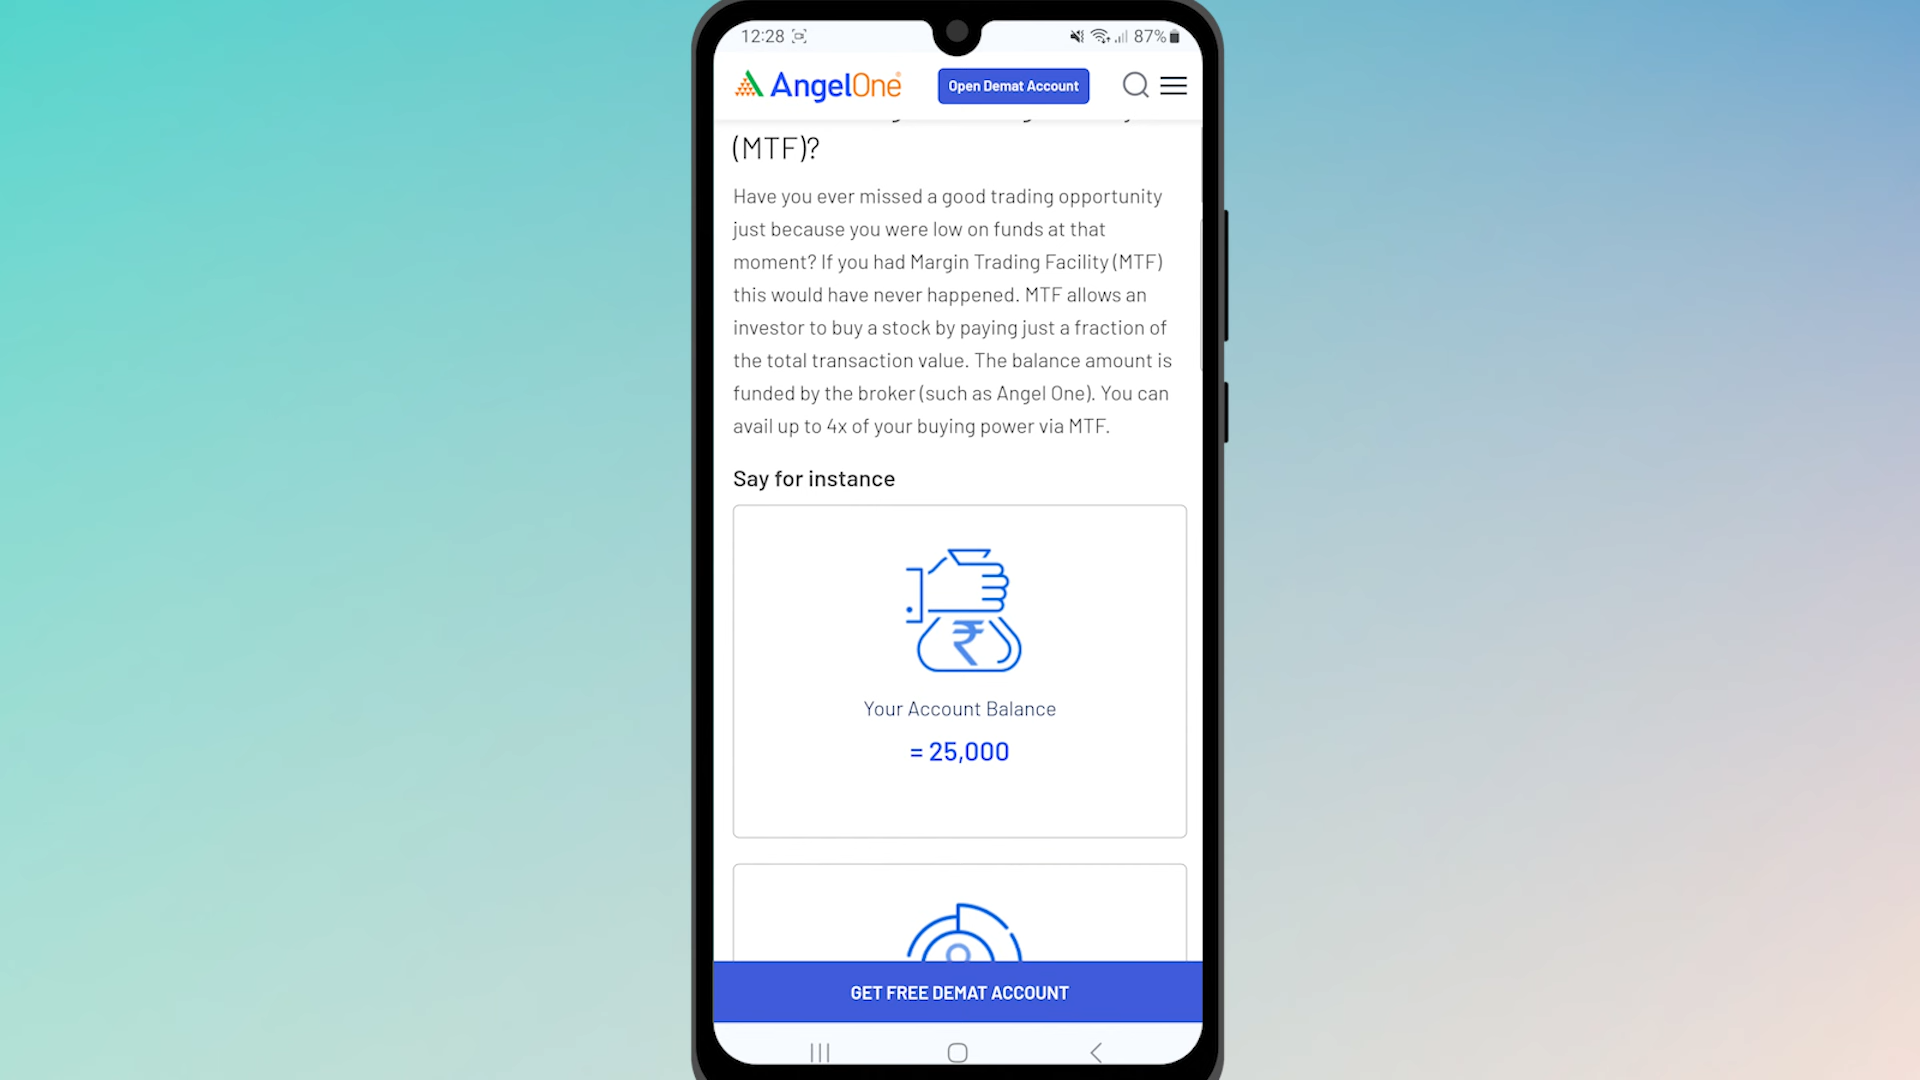 12:28
87%
AngelOne
Open Demat Account
(MTF)?
Have you ever missed a good trading opportunity
just because you were low on funds at that
moment? If you had Margin Trading Facility (MTF)
this would have never happened. MTF allows an
investor to buy a stock by paying just a fraction of
the total transaction value. The balance amount is
funded by the broker (such as Angel One). You can
avail up to 4x of your buying power via MTF.
Say for instance
₹
Your Account Balance
= 25,000
GET FREE DEMAT ACCOUNT